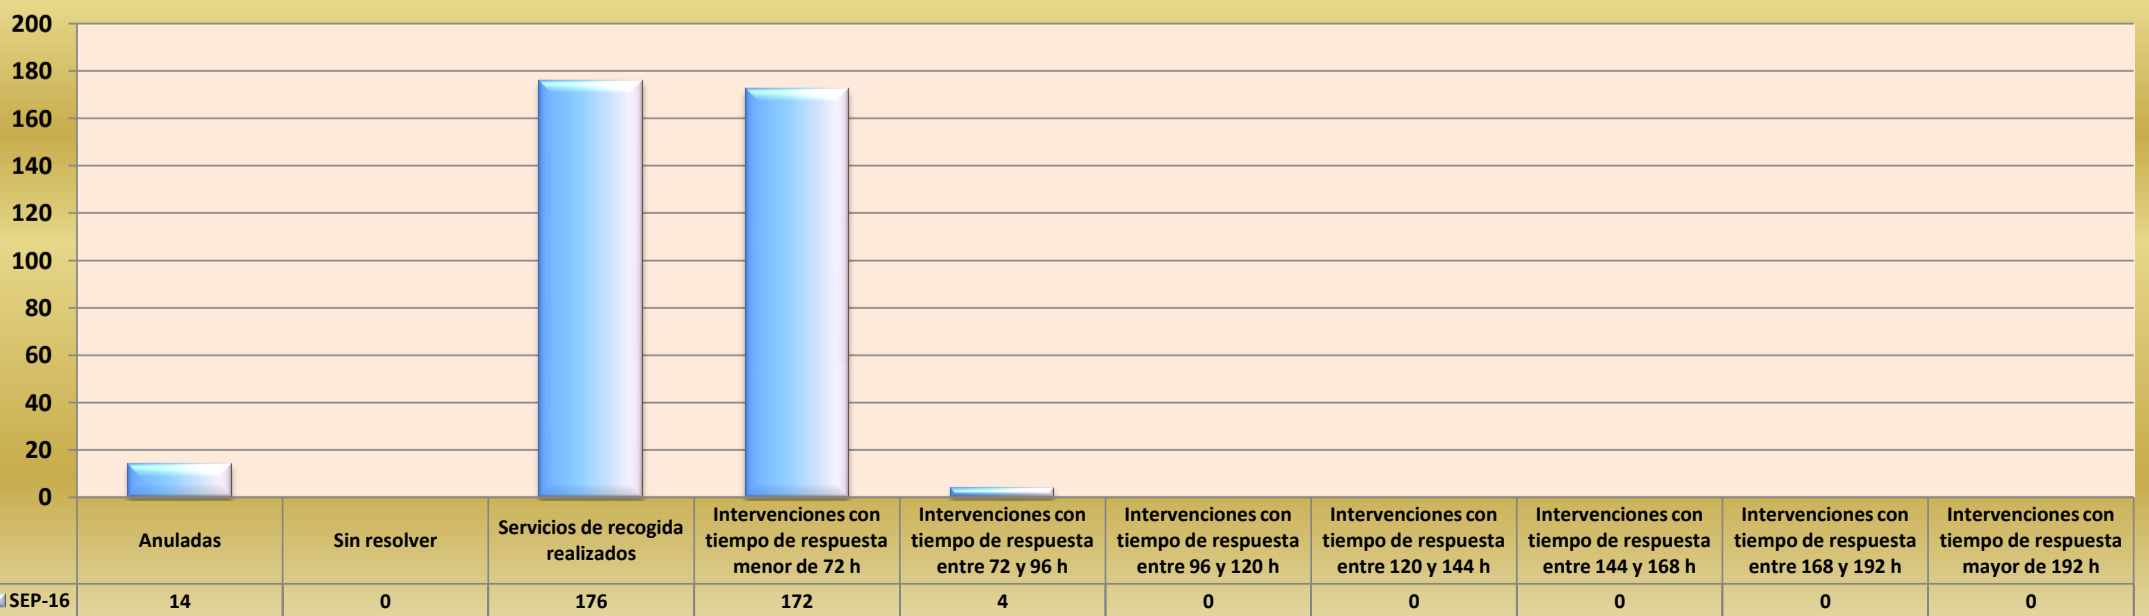 200
180
160
140
120
100
80
60
40
20
0
Anuladas
Sin resolver
Servicios de recogida
realizados
Intervenciones con
tiempo de respuesta
menor de 72 h
Intervenciones con
tiempo de respuesta
entre 72 y 96 h
Intervenciones con
tiempo de respuesta
entre 96 y 120 h
Intervenciones con
tiempo de respuesta
entre 120 y 144 h
Intervenciones con
tiempo de respuesta
entre 144 y 168 h
Intervenciones con
tiempo de respuesta
entre 168 y 192 h
Intervenciones con
tiempo de respuesta
mayor de 192 h
SEP-16 14 0 176 172 4 0 0 0 0 0